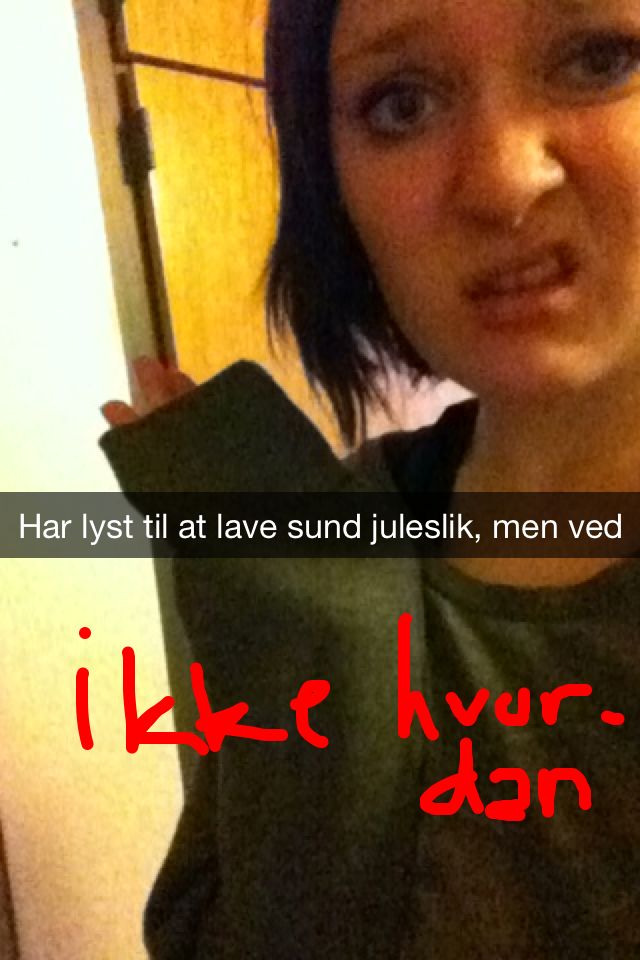 Har lyst til at lave sund juleslik, men ved
ikke hvor-
dan